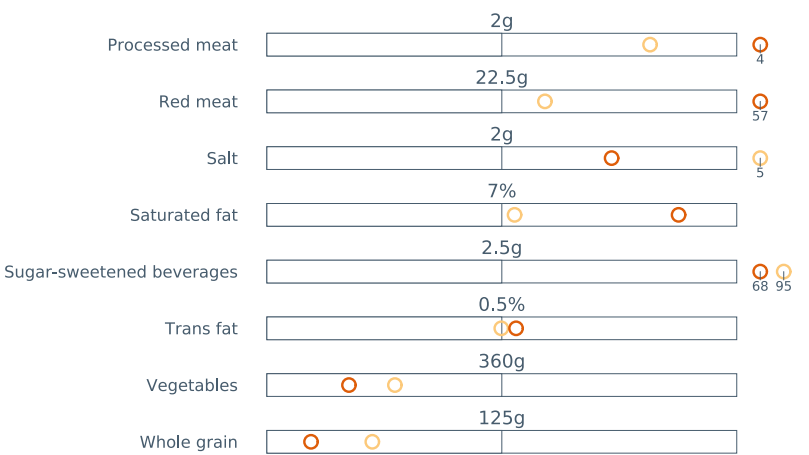 2g
Processed meat
4
22.5g
Red meat
57
2g
Salt
5
7%
Saturated fat
2.5g
Sugar-sweetened beverages
68 95
0.5%
Trans fat
360g
Vegetables
125g
Whole grain